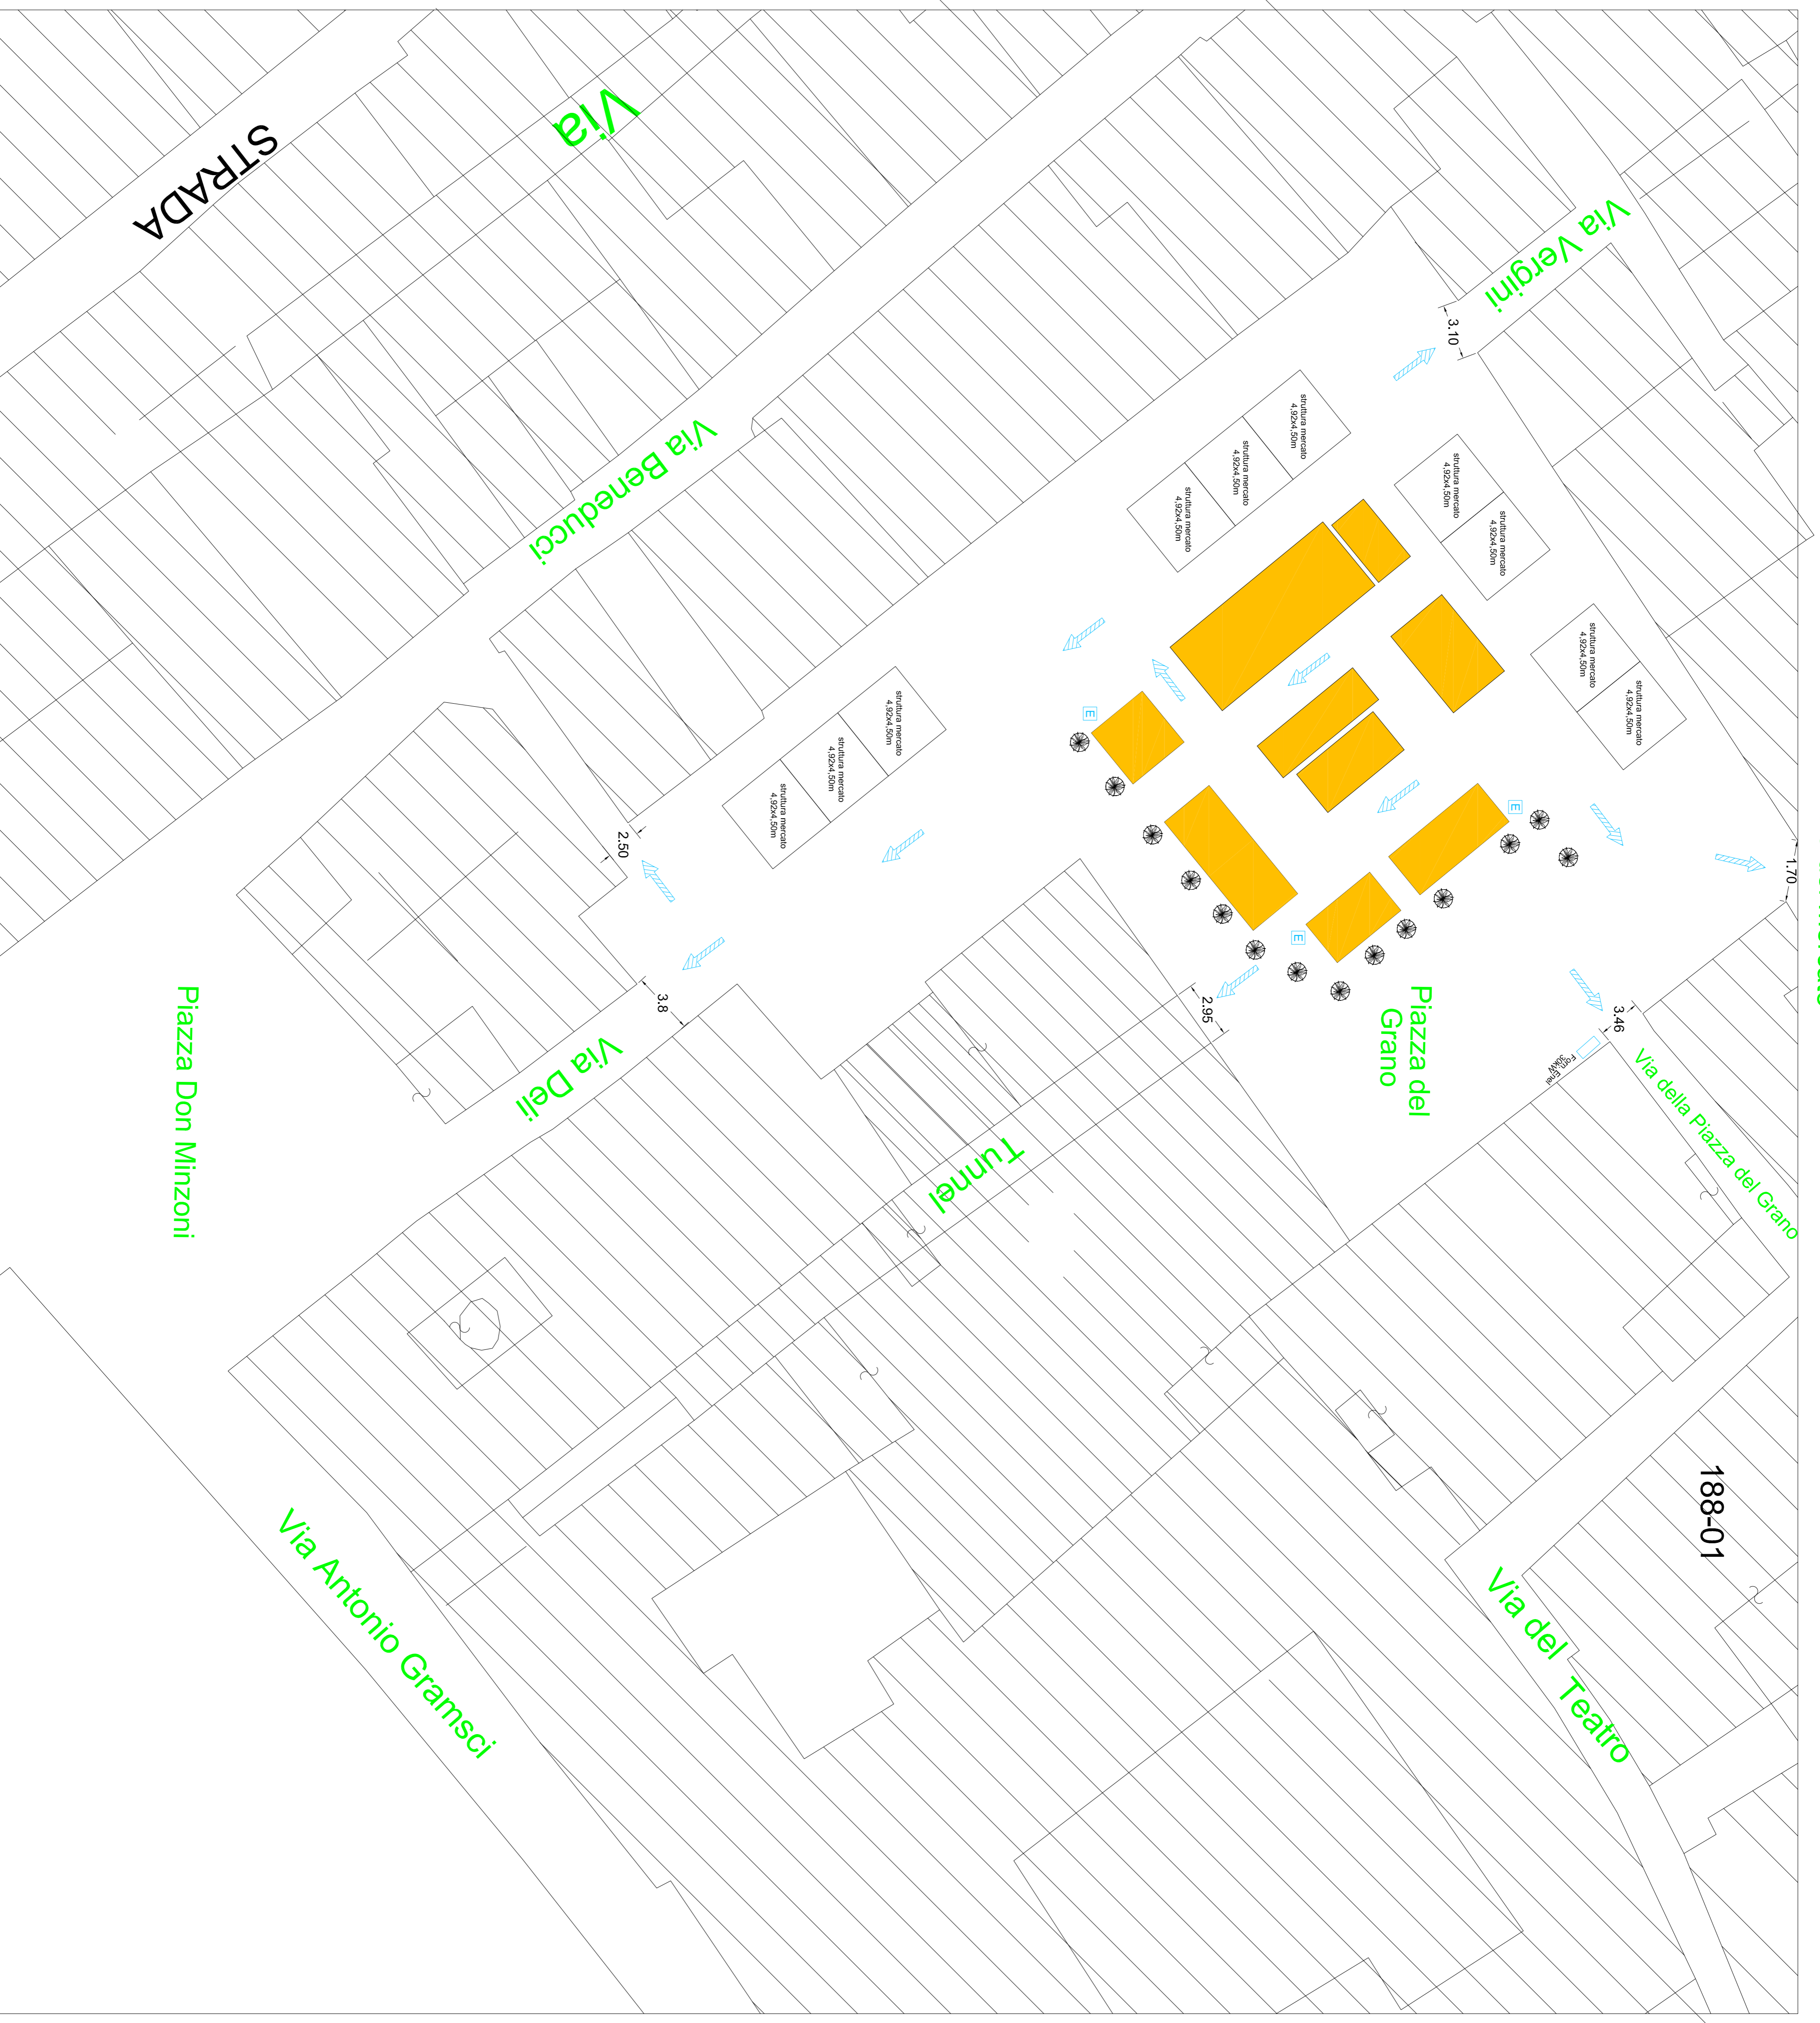 STRADA
Via
Via Vergini
3.10
struttura mercato
4,92x4,50m
struttura mercato
4,92x4,50m
struttura mercato
4,92x4,50m
struttura mercato
4,92x4,50m
struttura mercato
4,92x4,50m
struttura mercato
4,92x4,50m
struttura mercato
4,92x4,50m
Via Beneducci
struttura mercato
4,92x4,50m
struttura mercato
4,92x4,50m
struttura mercato
4,92x4,50m
E
E
E
2.50
1.70
3.8
2.95
3.46
Piazza del
Grano
Forn. Enel
30kW
Via della Piazza del Grano
Via Deli
Tunnel
Piazza Don Minzoni
188-01
Via Antonio Gramsci
Via del Teatro